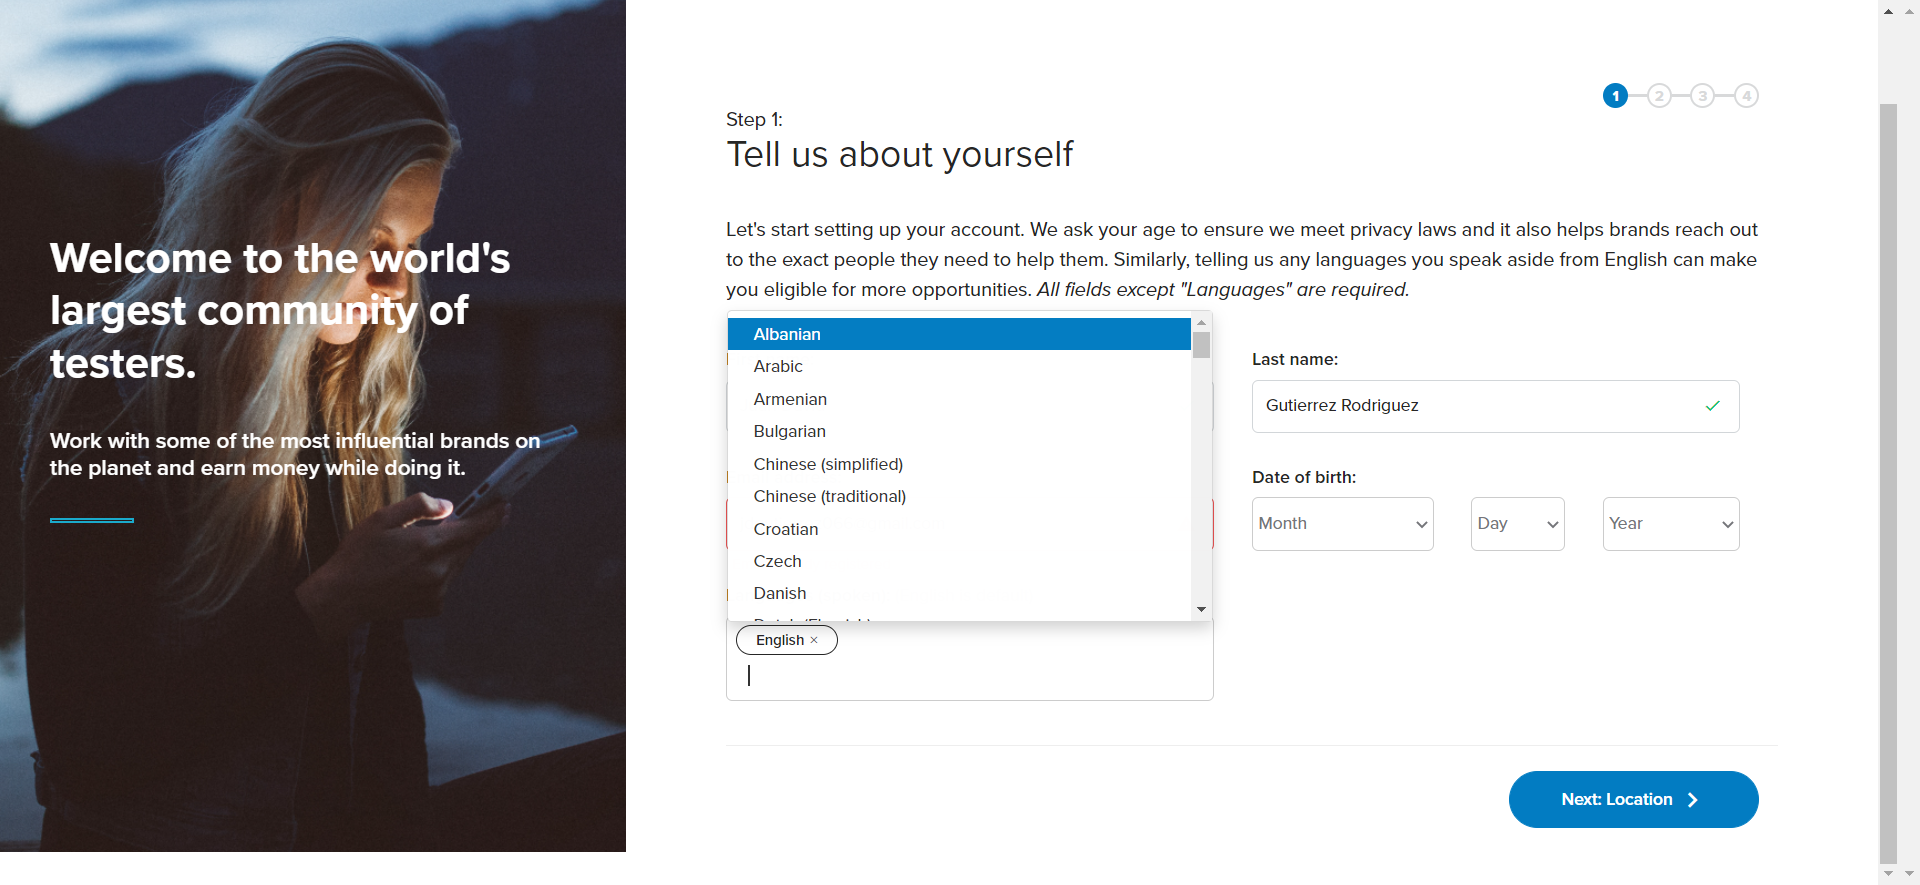 Welcome to the world's
largest community of
testers.
Work with some of the most influential brands on
the planet and earn money while doing it.
1 2 3 4
Step 1:
Tell us about yourself
Let's start setting up your account. We ask your age to ensure we meet privacy laws and it also helps brands reach out
to the exact people they need to help them. Similarly, telling us any languages you speak aside from English can make
you eligible for more opportunities. All fields except "Languages" are required.
Albanian
Arabic
Armenian
Bulgarian
Chinese (simplified)
Chinese (traditional)
Croatian
Czech
Danish
English ×
Last name:
Gutierrez Rodriguez
Date of birth:
Month Day Year
Next: Location